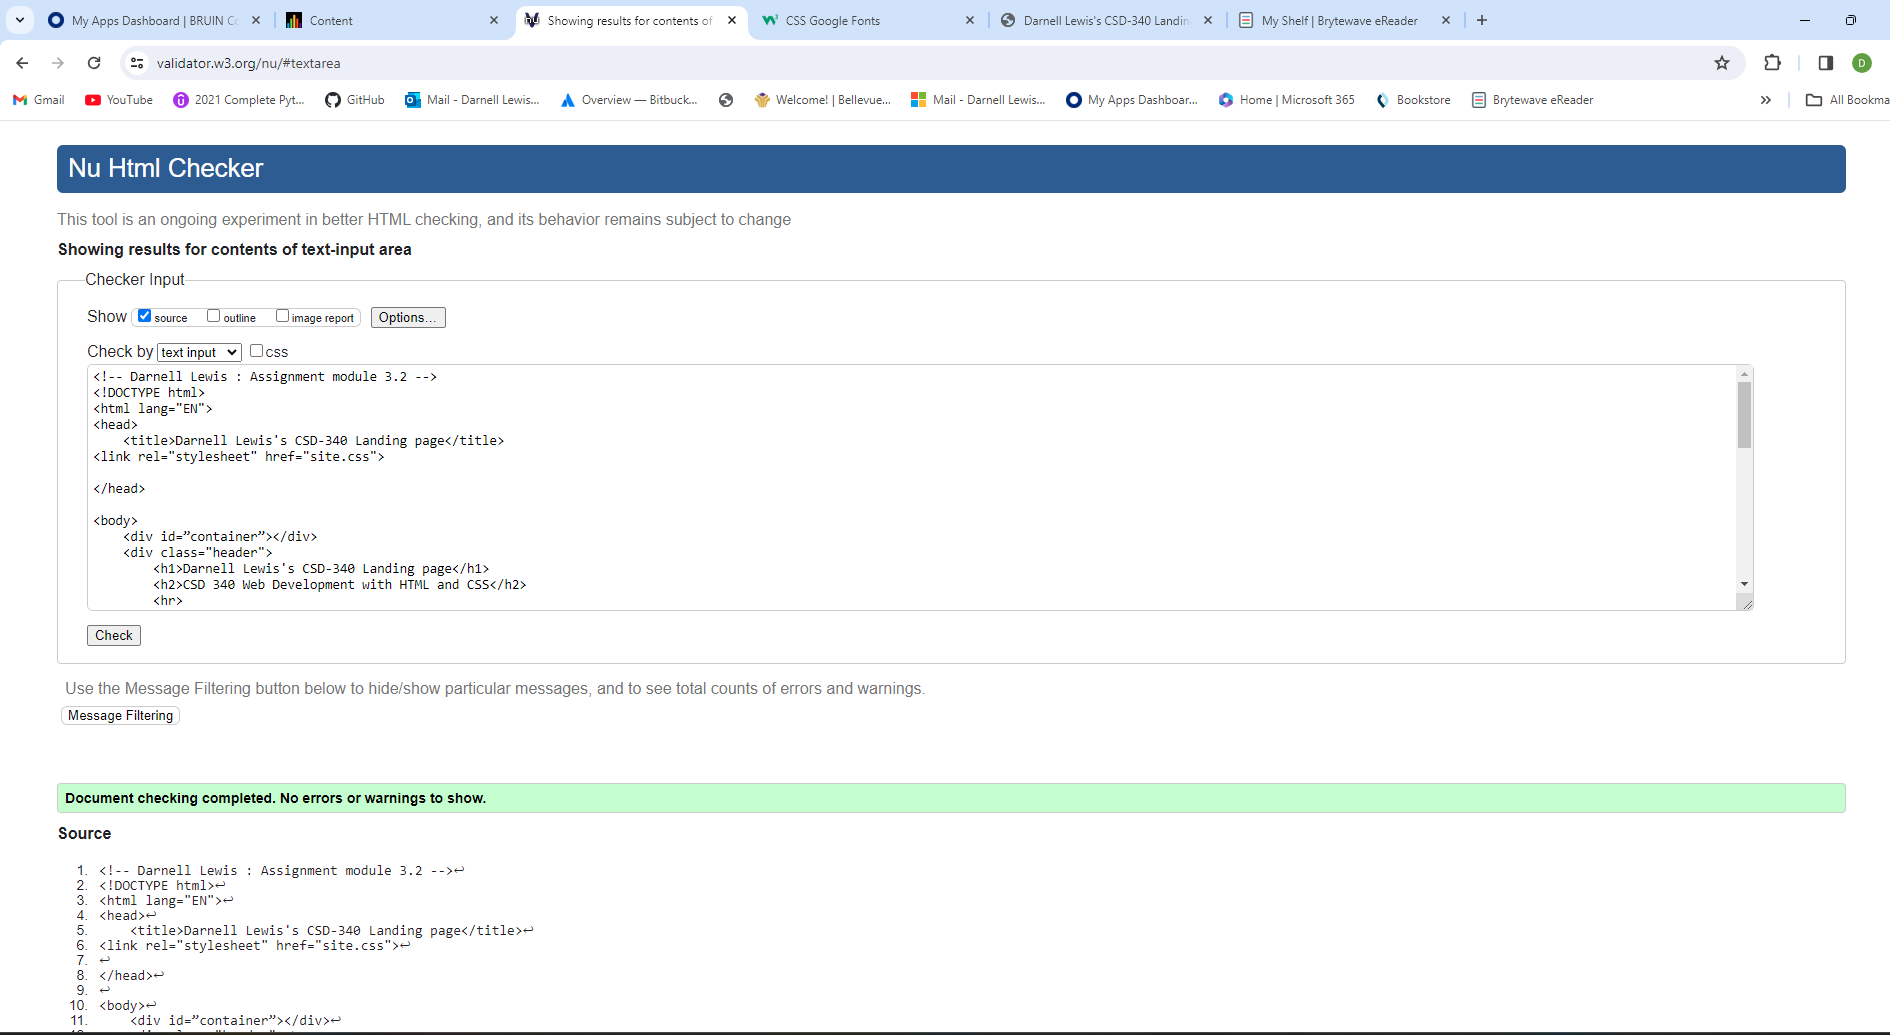 My Apps Dashboard | BRUIN Co
Content
Showing results for contents of
CSS Google Fonts
Darnell Lewis's CSD-340 Landin
My Shelf | Brytewave eReader
validator.w3.org/nu/#textarea
D
Gmail
YouTube
2021 Complete Pyt...
GitHub
Mail - Darnell Lewis...
Overview — Bitbuck...
Welcome! | Bellevue...
Mail - Darnell Lewis...
My Apps Dashboar...
Home | Microsoft 365
Bookstore
Brytewave eReader
All Bookma
Nu Html Checker
This tool is an ongoing experiment in better HTML checking, and its behavior remains subject to change
Showing results for contents of text-input area
Checker Input
Show source outline image report Options...
Check by text input css
<!-- Darnell Lewis : Assignment module 3.2 -->
<!DOCTYPE html>
<html lang="EN">
<head>
<title>Darnell Lewis's CSD-340 Landing page</title>
<link rel="stylesheet" href="site.css">
</head>
<body>
<div id=”container”></div>
<div class="header">
<h1>Darnell Lewis's CSD-340 Landing page</h1>
<h2>CSD 340 Web Development with HTML and CSS</h2>
<hr>
Check
Use the Message Filtering button below to hide/show particular messages, and to see total counts of errors and warnings.
Message Filtering
Document checking completed. No errors or warnings to show.
Source
1. <!-- Darnell Lewis : Assignment module 3.2 -->↩
2. <!DOCTYPE html>↩
3. <html lang="EN">↩
4. <head>↩
5. <title>Darnell Lewis's CSD-340 Landing page</title>↩
6. <link rel="stylesheet" href="site.css">↩
7. ↩
8. </head>↩
9. ↩
10. <body>↩
11. <div id=”container”></div>↩